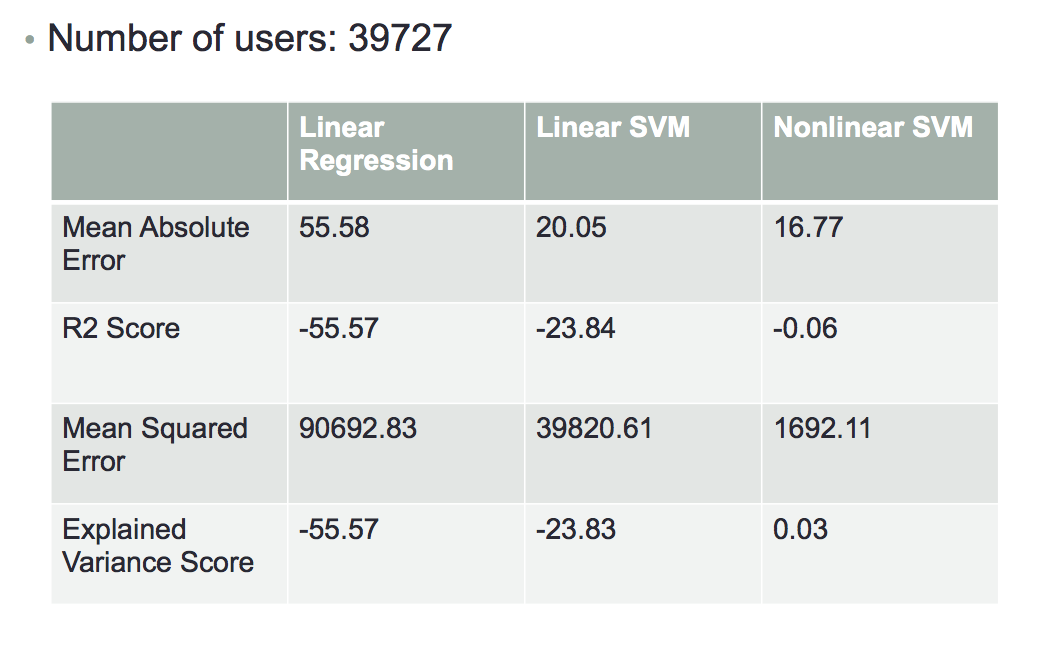 • Number of users: 39727
Linear Regression Linear SVM Nonlinear SVM
Mean Absolute Error 55.58 20.05 16.77
R2 Score -55.57 -23.84 -0.06
Mean Squared Error 90692.83 39820.61 1692.11
Explained Variance Score -55.57 -23.83 0.03